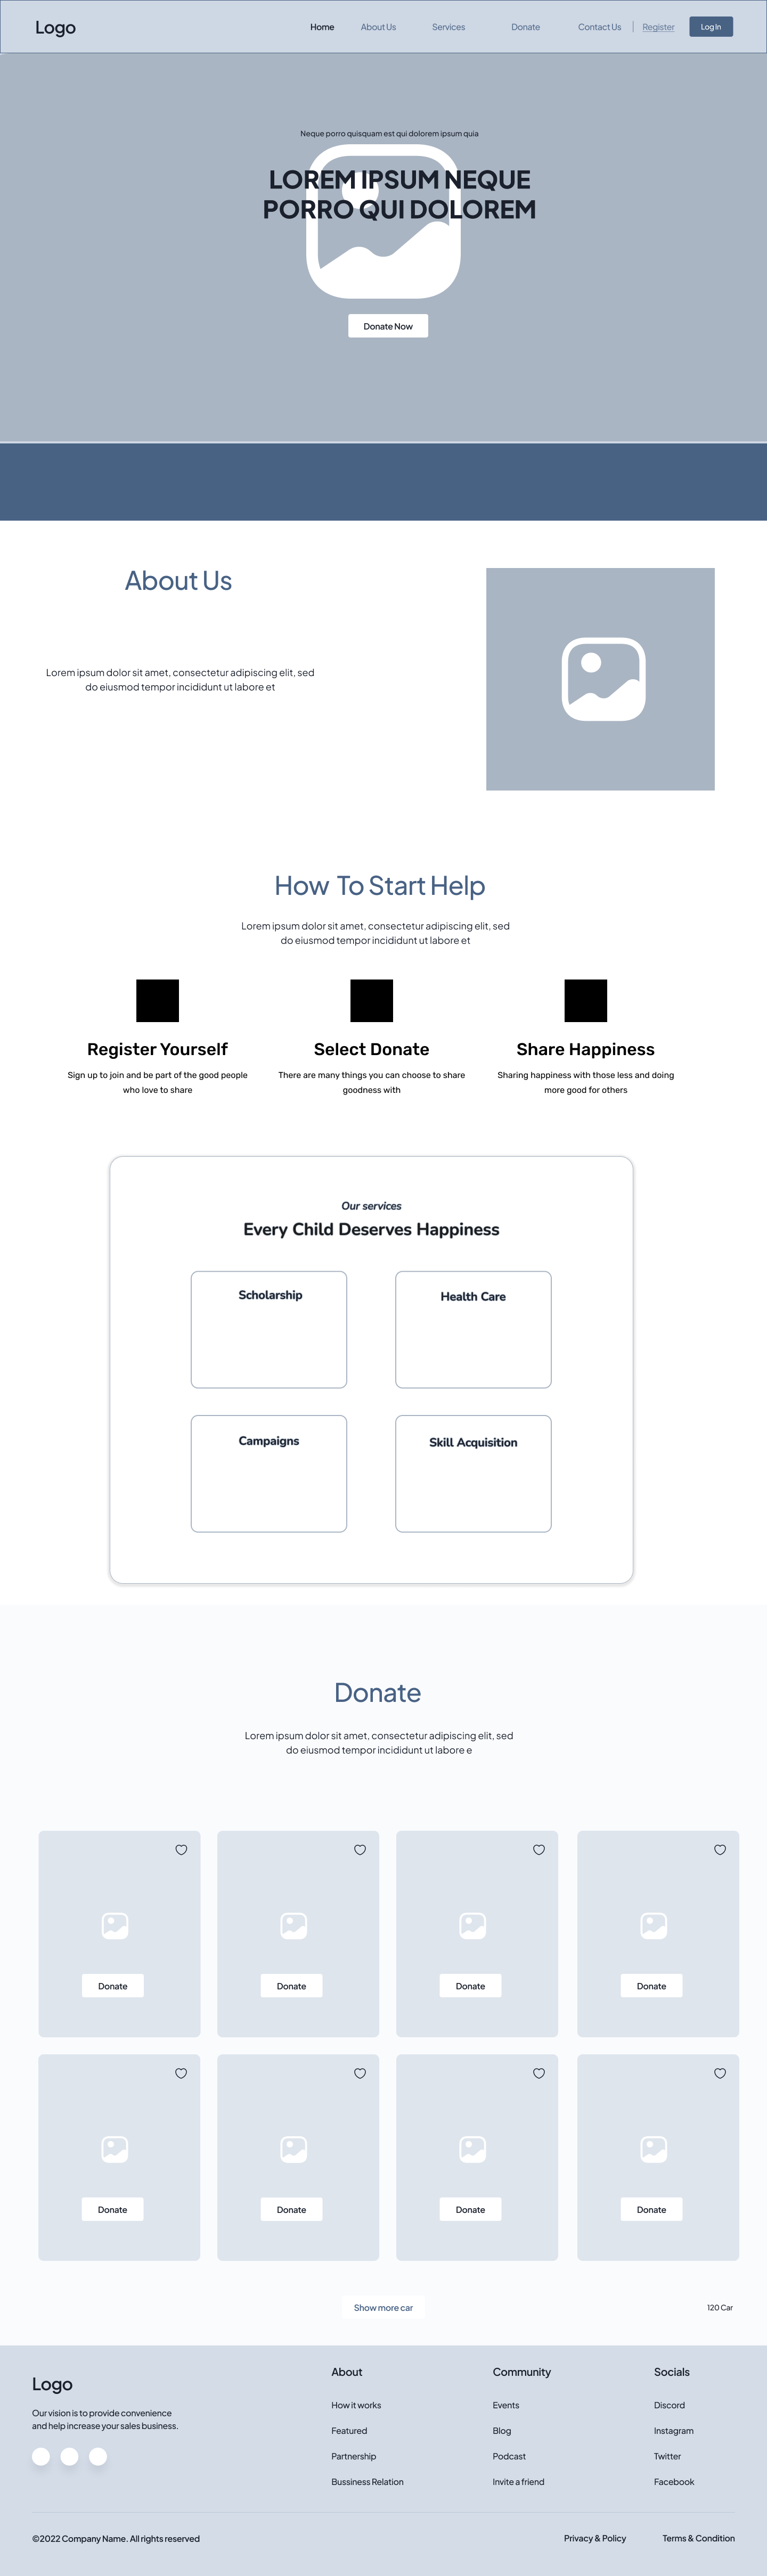 Logo
Home
About Us
Services
Donate
Contact Us
Register
Log In
Neque porro quisquam est qui dolorem ipsum quia
LOREM IPSUM NEQUE
PORRO QUI DOLOREM
Donate Now
About Us
Lorem ipsum dolor sit amet, consectetur adipiscing elit, sed
do eiusmod tempor incididunt ut labore et
How To Start Help
Lorem ipsum dolor sit amet, consectetur adipiscing elit, sed
do eiusmod tempor incididunt ut labore et
Register Yourself
Sign up to join and be part of the good people
who love to share
Select Donate
There are many things you can choose to share
goodness with
Share Happiness
Sharing happiness with those less and doing
more good for others
Our services
Every Child Deserves Happiness
Scholarship
Health Care
Campaigns
Skill Acquisition
Donate
Lorem ipsum dolor sit amet, consectetur adipiscing elit, sed
do eiusmod tempor incididunt ut labore e
Donate
Donate
Donate
Donate
Donate
Donate
Donate
Donate
Show more car
120 Car
Logo
Our vision is to provide convenience
and help increase your sales business.
About
How it works
Featured
Partnership
Bussiness Relation
Community
Events
Blog
Podcast
Invite a friend
Socials
Discord
Instagram
Twitter
Facebook
©2022 Company Name. All rights reserved
Privacy & Policy
Terms & Condition